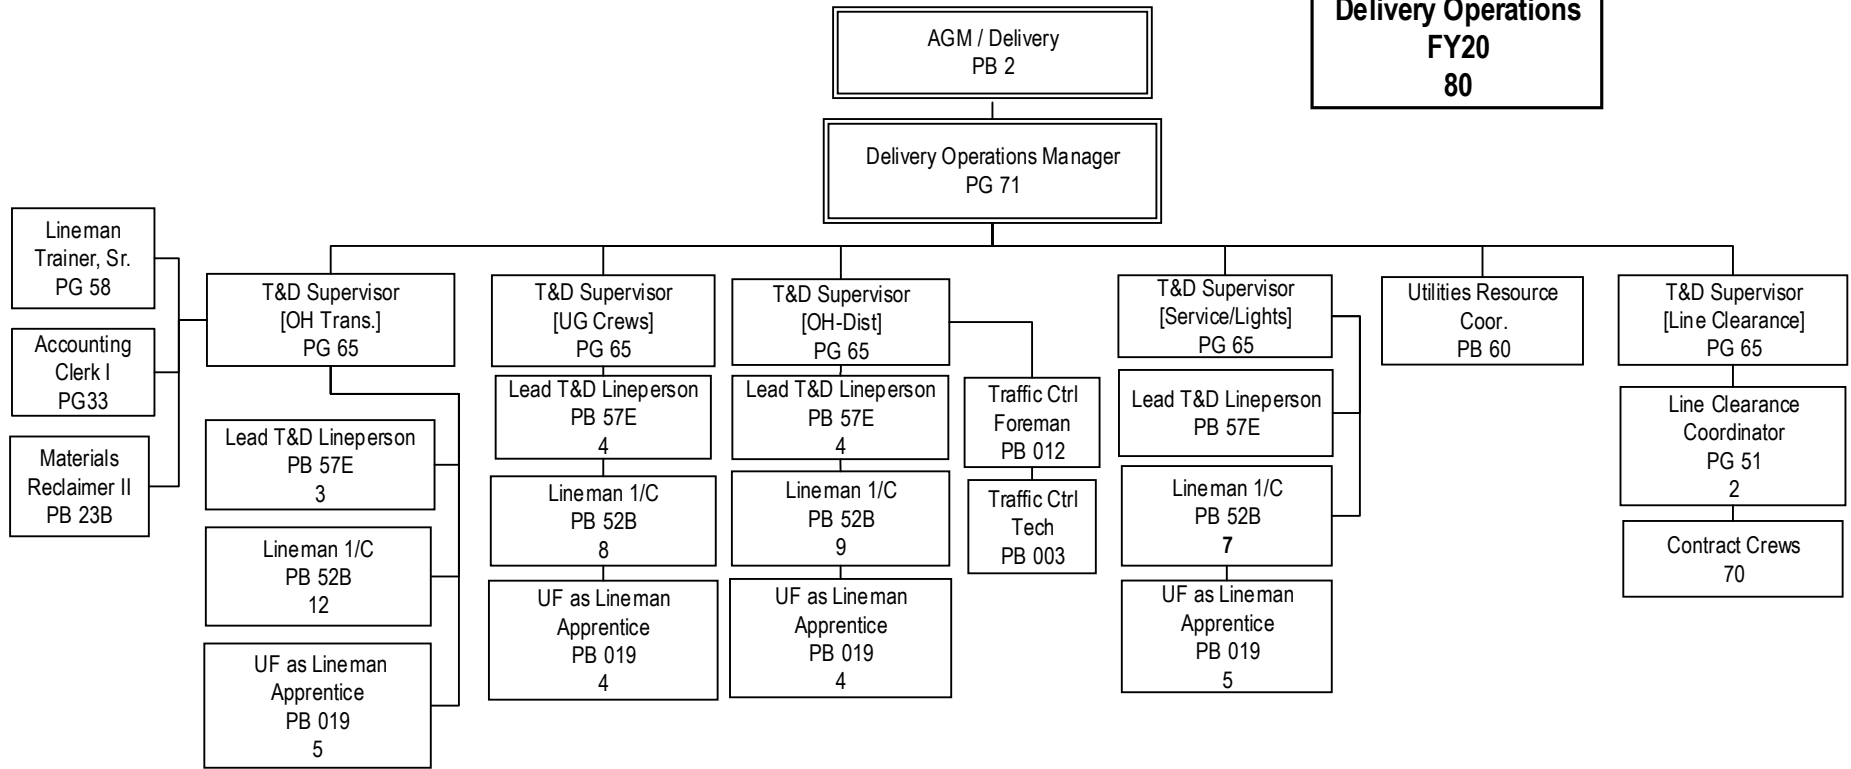 Delivery Operations
FY20
80
AGM / Delivery
PB 2
Delivery Operations Manager
PG 71
Lineman
Trainer, Sr.
PG 58
Accounting
Clerk I
PG33
Materials
Reclaimer II
PB 23B
T&D Supervisor
[OH Trans.]
PG 65
Lead T&D Lineperson
PB 57E
3
Lineman 1/C
PB 52B
12
UF as Lineman
Apprentice
PB 019
5
T&D Supervisor
[UG Crews]
PG 65
Lead T&D Lineperson
PB 57E
4
Lineman 1/C
PB 52B
8
UF as Lineman
Apprentice
PB 019
4
T&D Supervisor
[OH-Dist]
PG 65
Lead T&D Lineperson
PB 57E
4
Lineman 1/C
PB 52B
9
UF as Lineman
Apprentice
PB 019
4
Traffic Ctrl
Foreman
PB 012
Traffic Ctrl
Tech
PB 003
T&D Supervisor
[Service/Lights]
PG 65
Lead T&D Lineperson
PB 57E
Lineman 1/C
PB 52B
7
UF as Lineman
Apprentice
PB 019
5
Utilities Resource
Coor.
PB 60
T&D Supervisor
[Line Clearance]
PG 65
Line Clearance
Coordinator
PG 51
2
Contract Crews
70